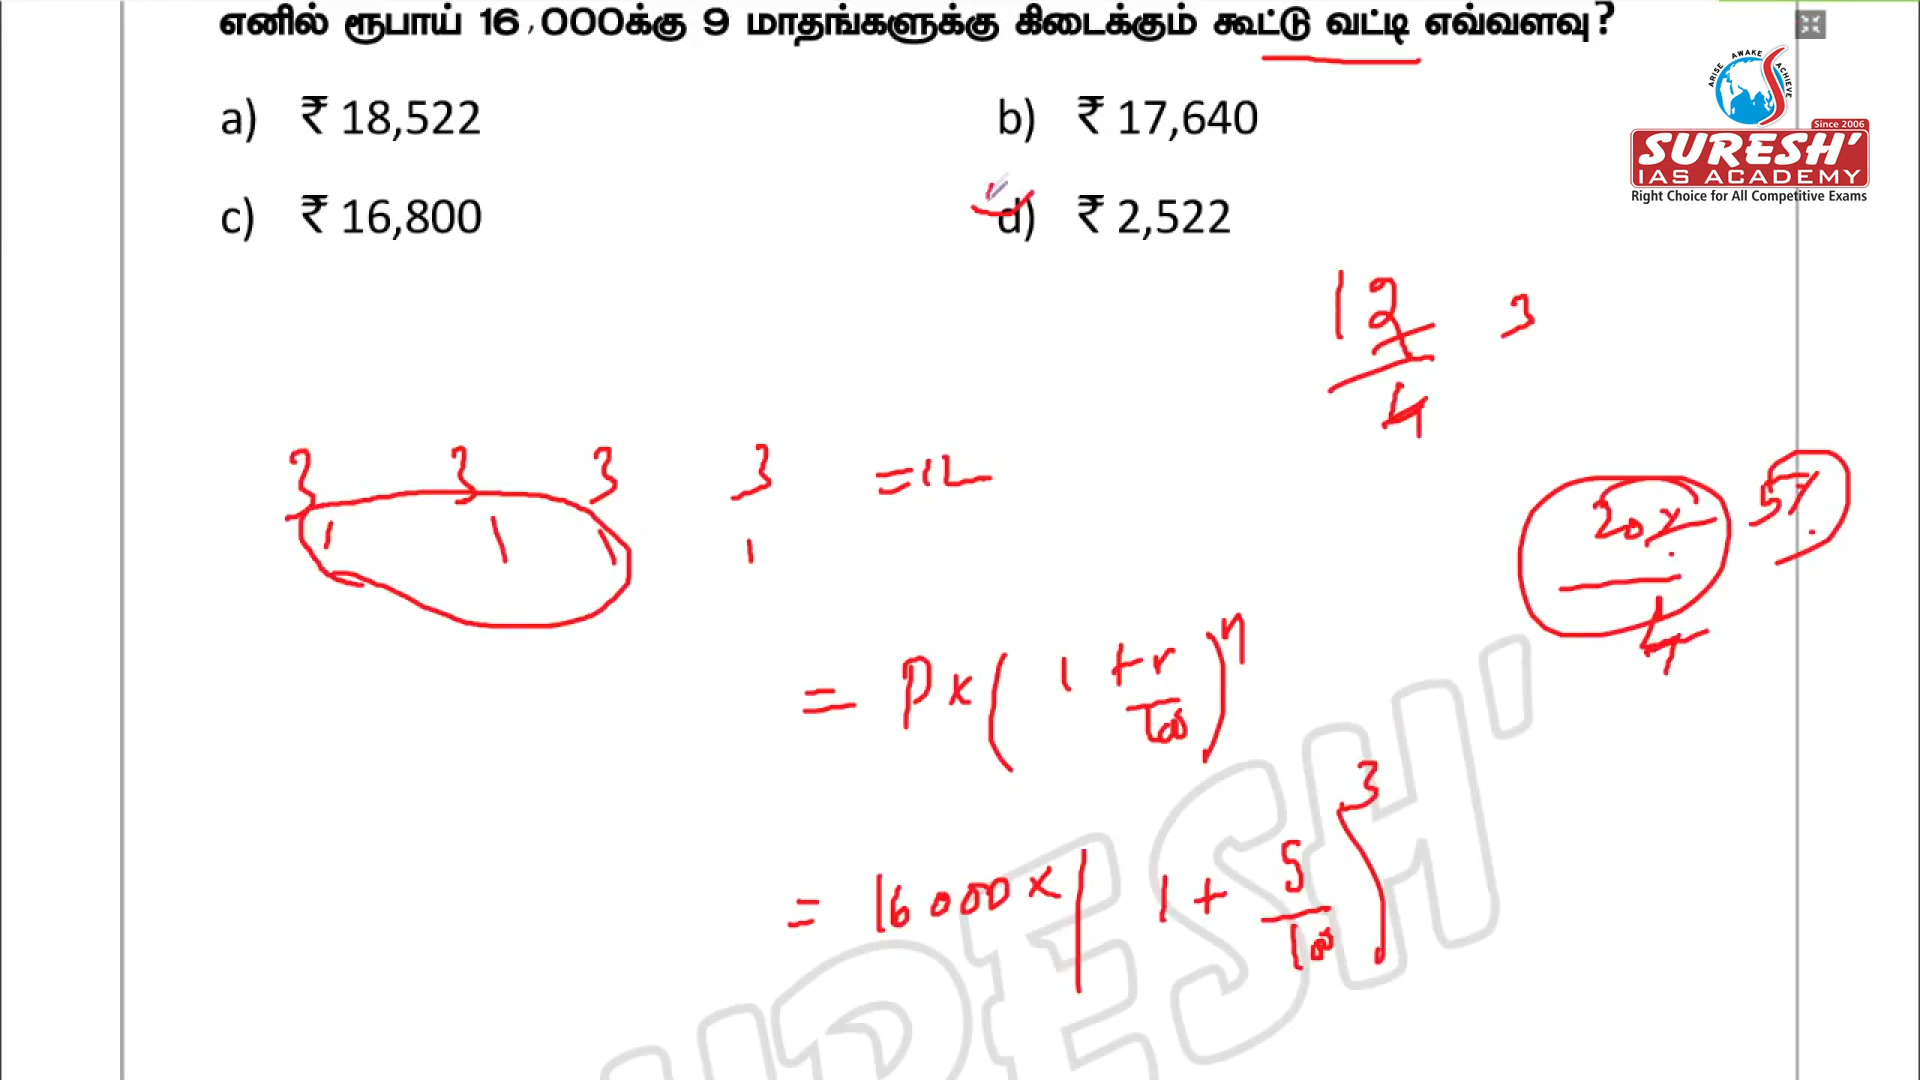 எனில் ரூபாய் 16,000க்கு 9 மாதங்களுக்கு கிடைக்கும் கூட்டு வட்டி எவ்வளவு?
ARISE AWAKE ACHIEVE
Since 2006
SURESH'
IAS ACADEMY
Right Choice for All Competitive Exams
a) ₹ 18,522
b) ₹ 17,640
c) ₹ 16,800
d) ₹ 2,522
12
4
3
3 3 3 3 =12
1 1 1 1
20%
4
5%
= P x ( 1 + r/100 )^n
= 16000 x ( 1 + 5/100 )^3
SURESH'